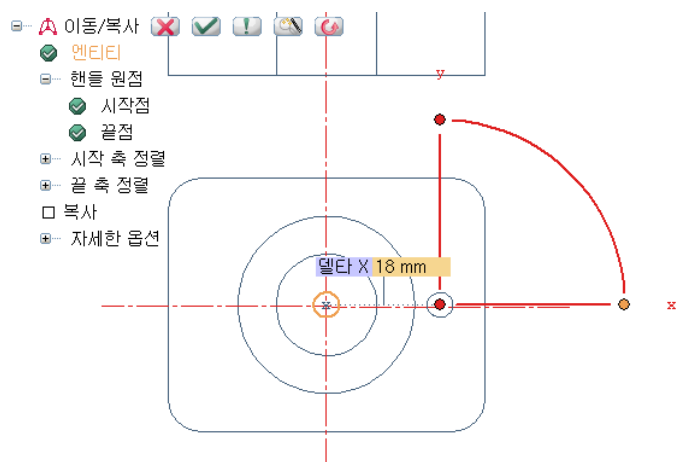 이동/복사
엔티티
핸들 원점
시작점
끝점
시작 축 정렬
끝 축 정렬
복사
자세한 옵션
y
델타 X 18 mm
x